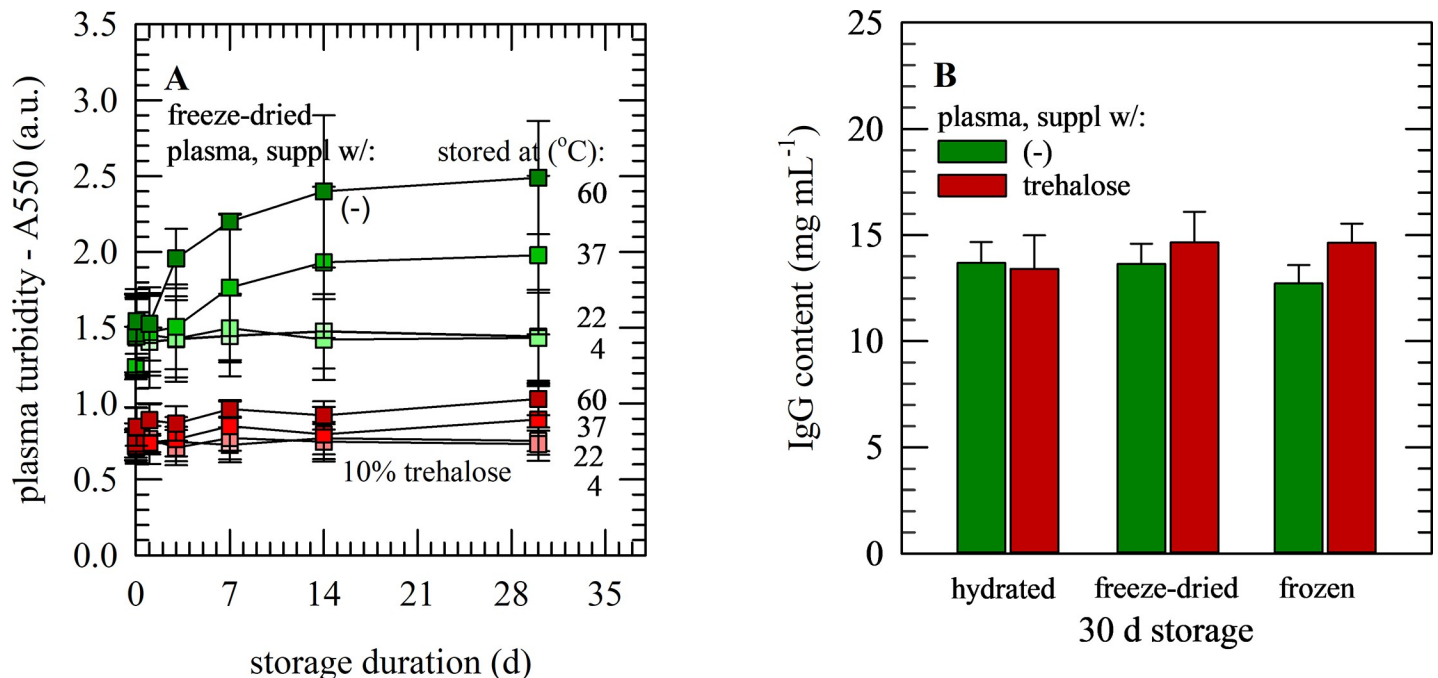 A
freeze-dried
plasma, suppl w/:
stored at (°C):
(-)
60
37
22
4
60
37
22
4
10% trehalose
plasma turbidity - A550 (a.u.)
3.5
3.0
2.5
2.0
1.5
1.0
0.5
0.0
0 7 14 21 28 35
storage duration (d)
B
plasma, suppl w/:
(-)
trehalose
IgG content (mg mL⁻¹)
25
20
15
10
5
0
hydrated freeze-dried frozen
30 d storage